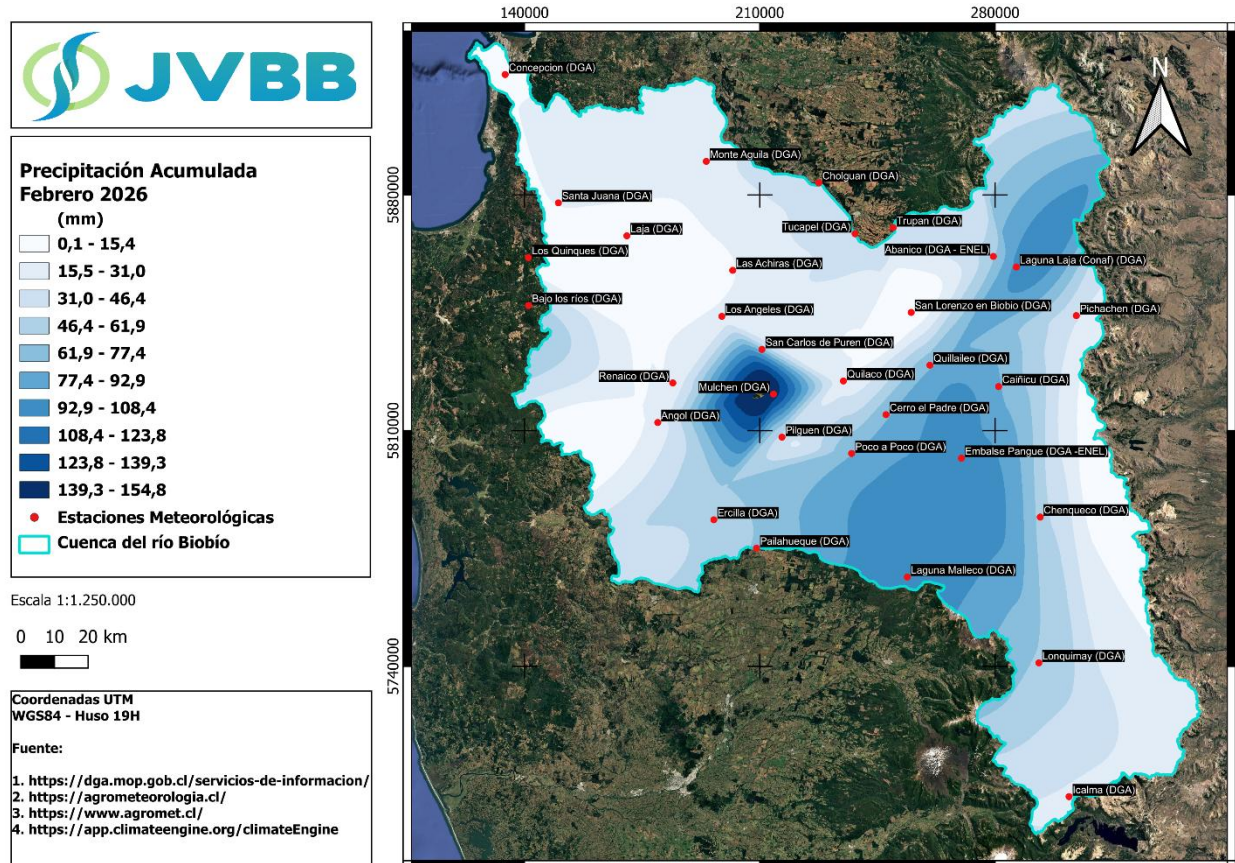 JVBB
Precipitación Acumulada
Febrero 2026
(mm)
0,1 - 15,4
15,5 - 31,0
31,0 - 46,4
46,4 - 61,9
61,9 - 77,4
77,4 - 92,9
92,9 - 108,4
108,4 - 123,8
123,8 - 139,3
139,3 - 154,8
Estaciones Meteorológicas
Cuenca del río Biobío
Escala 1:1.250.000
0 10 20 km
Coordenadas UTM
WGS84 - Huso 19H
Fuente:
1. https://dga.mop.gob.cl/servicios-de-informacion/
2. https://agrometeorologia.cl/
3. https://www.agromet.cl/
4. https://app.climateengine.org/climateEngine
140000 210000 280000
5880000
5810000
5740000
N
Concepcion (DGA)
Monte Aguila (DGA)
Cholguan (DGA)
Santa Juana (DGA)
Trupan (DGA)
Tucapel (DGA)
Laja (DGA)
Abanico (DGA - ENEL)
Los Quinques (DGA)
Laguna Laja (Conaf) (DGA)
Las Achiras (DGA)
Bajo los ríos (DGA)
San Lorenzo en Biobio (DGA)
Pichachen (DGA)
Los Angeles (DGA)
San Carlos de Puren (DGA)
Quillaileo (DGA)
Renaico (DGA)
Quilaco (DGA)
Caiñicu (DGA)
Mulchen (DGA)
Cerro el Padre (DGA)
Angol (DGA)
Pilguen (DGA)
Poco a Poco (DGA)
Embalse Pangue (DGA -ENEL)
Ercilla (DGA)
Chenqueco (DGA)
Pailahueque (DGA)
Laguna Malleco (DGA)
Lonquimay (DGA)
Icalma (DGA)